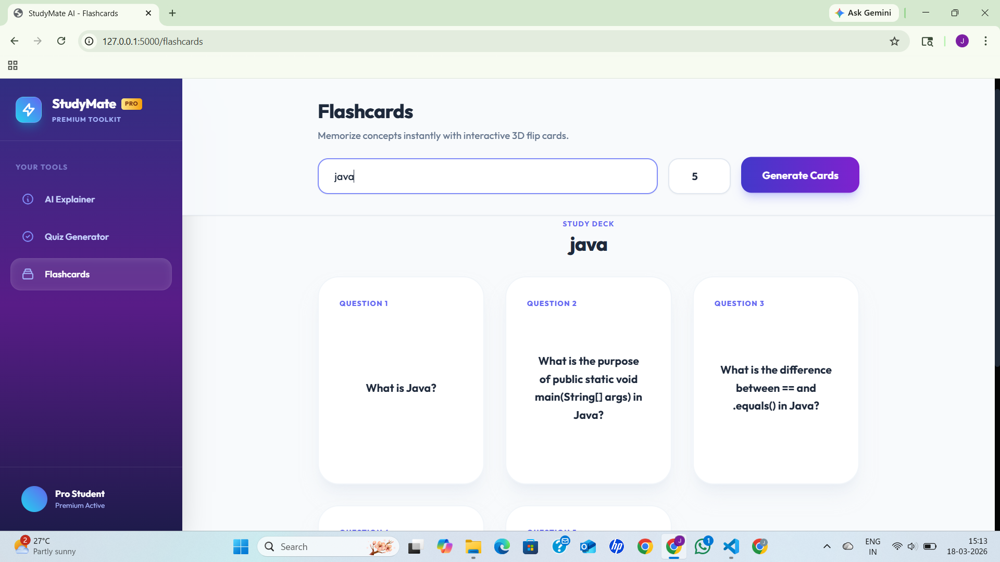 StudyMate AI - Flashcards
Ask Gemini
127.0.0.1:5000/flashcards
J
StudyMate PRO
PREMIUM TOOLKIT
YOUR TOOLS
AI Explainer
Quiz Generator
Flashcards
Pro Student
Premium Active
Flashcards
Memorize concepts instantly with interactive 3D flip cards.
java
5
Generate Cards
STUDY DECK
java
QUESTION 1
What is Java?
QUESTION 2
What is the purpose
of public static void
main(String[] args) in
Java?
QUESTION 3
What is the difference
between == and
.equals() in Java?
2
27°C
Partly sunny
Search
hp
J
1
J
ENG
IN
15:13
18-03-2026